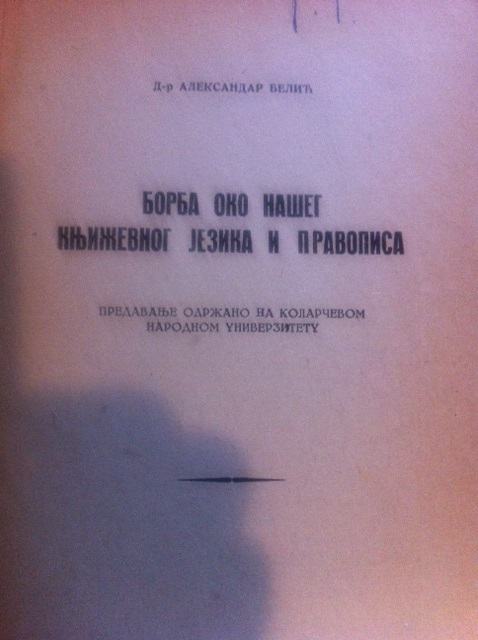 Д-р АЛЕКСАНДАР БЕЛИЋ
БОРБА ОКО НАШЕГ
КЊИЖЕВНОГ ЈЕЗИКА И ПРАВОПИСА
ПРЕДАВАЊЕ ОДРЖАНО НА КОЛАРЧЕВОМ
НАРОДНОМ УНИВЕРЗИТЕТУ